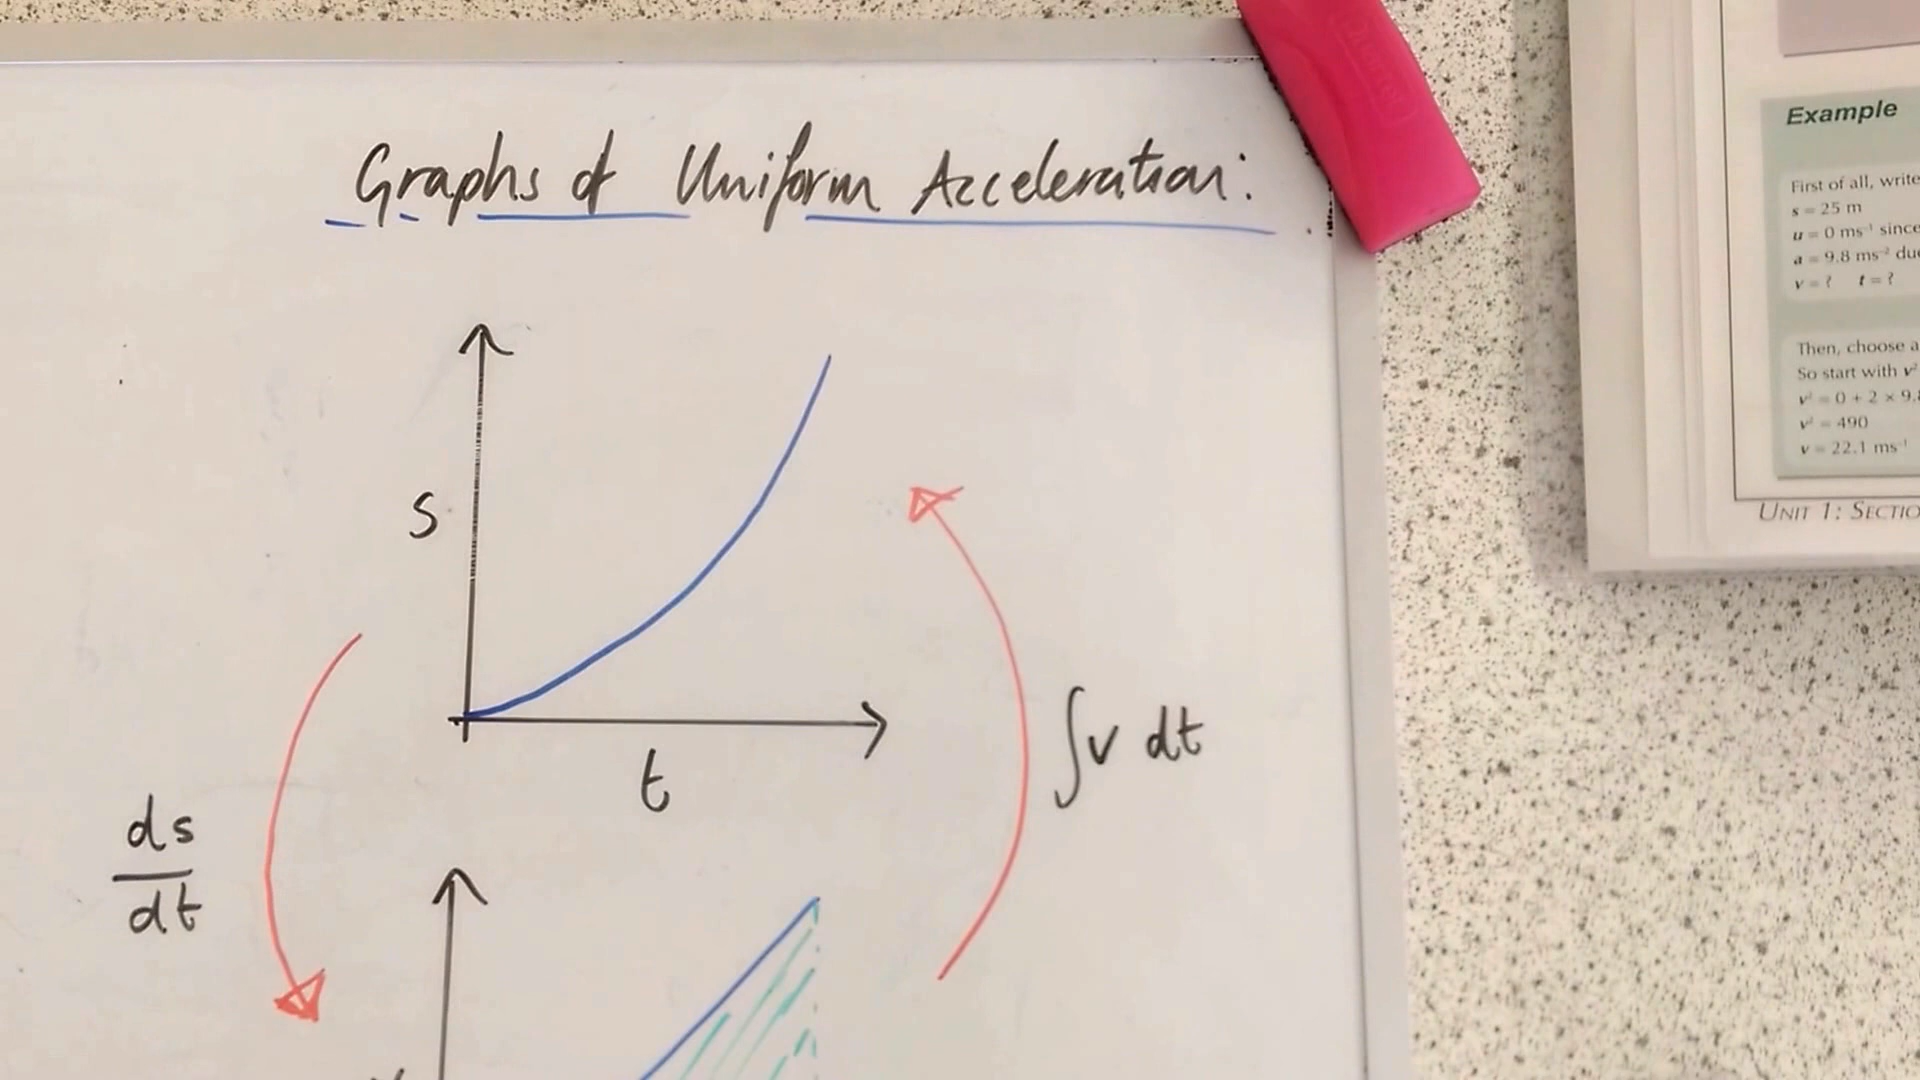 Graphs of Uniform Acceleration:
s
t
ds
dt
∫v dt
Example
First of all, write
s = 25 m
u = 0 ms⁻¹ since
a = 9.8 ms⁻²
v = ? t = ?
Then, choose a
So start with v²
v² = 0 + 2 × 9.8
v² = 490
v = 22.1 ms⁻¹
UNIT 1: